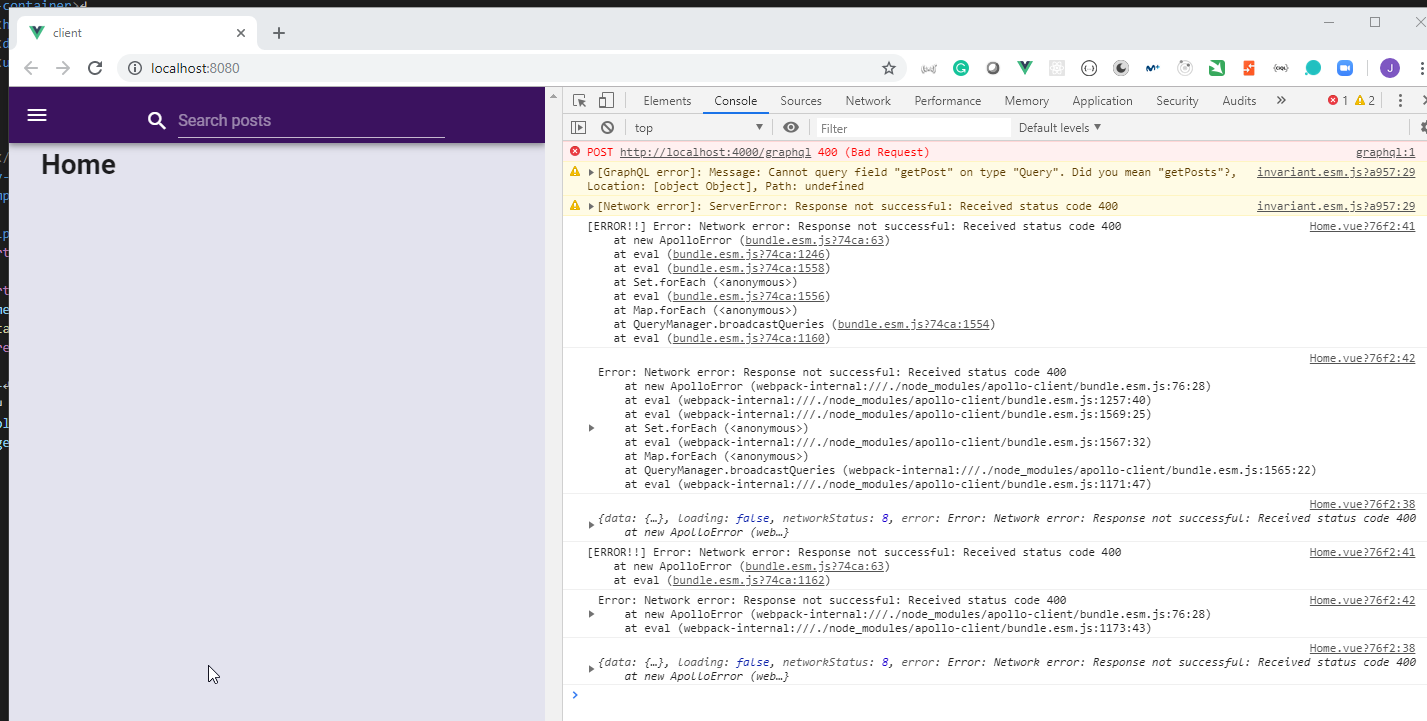 -container>
client
localhost:8080
J
Search posts
Home
Elements
Console
Sources
Network
Performance
Memory
Application
Security
Audits
»
1
2
top
Filter
Default levels
POST http://localhost:4000/graphql 400 (Bad Request)
graphql:1
[GraphQL error]: Message: Cannot query field "getPost" on type "Query". Did you mean "getPosts"?,
Location: [object Object], Path: undefined
invariant.esm.js?a957:29
[Network error]: ServerError: Response not successful: Received status code 400
invariant.esm.js?a957:29
[ERROR!!] Error: Network error: Response not successful: Received status code 400
Home.vue?76f2:41
at new ApolloError (bundle.esm.js?74ca:63)
at eval (bundle.esm.js?74ca:1246)
at eval (bundle.esm.js?74ca:1558)
at Set.forEach (<anonymous>)
at eval (bundle.esm.js?74ca:1556)
at Map.forEach (<anonymous>)
at QueryManager.broadcastQueries (bundle.esm.js?74ca:1554)
at eval (bundle.esm.js?74ca:1160)
Home.vue?76f2:42
Error: Network error: Response not successful: Received status code 400
at new ApolloError (webpack-internal:///./node_modules/apollo-client/bundle.esm.js:76:28)
at eval (webpack-internal:///./node_modules/apollo-client/bundle.esm.js:1257:40)
at eval (webpack-internal:///./node_modules/apollo-client/bundle.esm.js:1569:25)
at Set.forEach (<anonymous>)
at eval (webpack-internal:///./node_modules/apollo-client/bundle.esm.js:1567:32)
at Map.forEach (<anonymous>)
at QueryManager.broadcastQueries (webpack-internal:///./node_modules/apollo-client/bundle.esm.js:1565:22)
at eval (webpack-internal:///./node_modules/apollo-client/bundle.esm.js:1171:47)
Home.vue?76f2:38
{data: {…}, loading: false, networkStatus: 8, error: Error: Network error: Response not successful: Received status code 400
at new ApolloError (web…}
[ERROR!!] Error: Network error: Response not successful: Received status code 400
Home.vue?76f2:41
at new ApolloError (bundle.esm.js?74ca:63)
at eval (bundle.esm.js?74ca:1162)
Error: Network error: Response not successful: Received status code 400
Home.vue?76f2:42
at new ApolloError (webpack-internal:///./node_modules/apollo-client/bundle.esm.js:76:28)
at eval (webpack-internal:///./node_modules/apollo-client/bundle.esm.js:1173:43)
Home.vue?76f2:38
{data: {…}, loading: false, networkStatus: 8, error: Error: Network error: Response not successful: Received status code 400
at new ApolloError (web…}